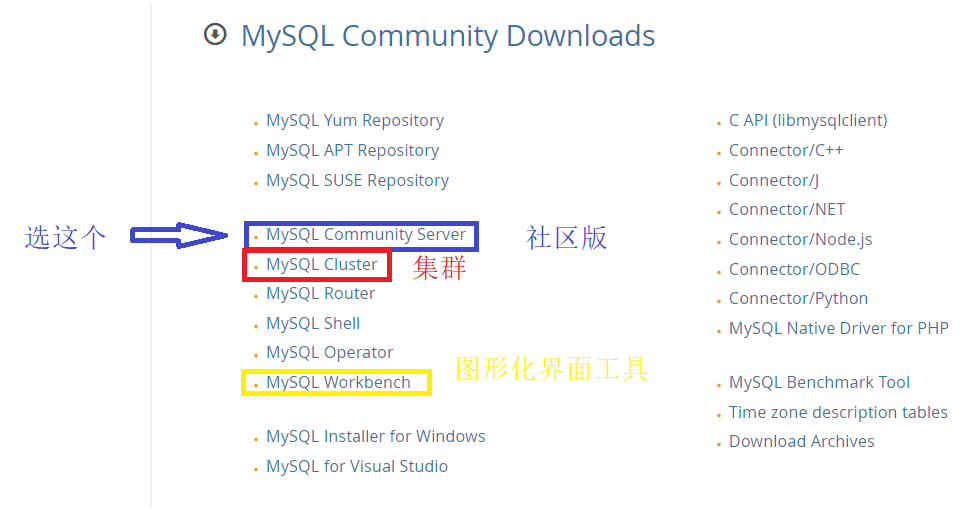 MySQL Community Downloads
MySQL Yum Repository
MySQL APT Repository
MySQL SUSE Repository
选这个
MySQL Community Server
社区版
MySQL Cluster
集群
MySQL Router
MySQL Shell
MySQL Operator
图形化界面工具
MySQL Workbench
MySQL Installer for Windows
MySQL for Visual Studio
C API (libmysqlclient)
Connector/C++
Connector/J
Connector/NET
Connector/Node.js
Connector/ODBC
Connector/Python
MySQL Native Driver for PHP
MySQL Benchmark Tool
Time zone description tables
Download Archives